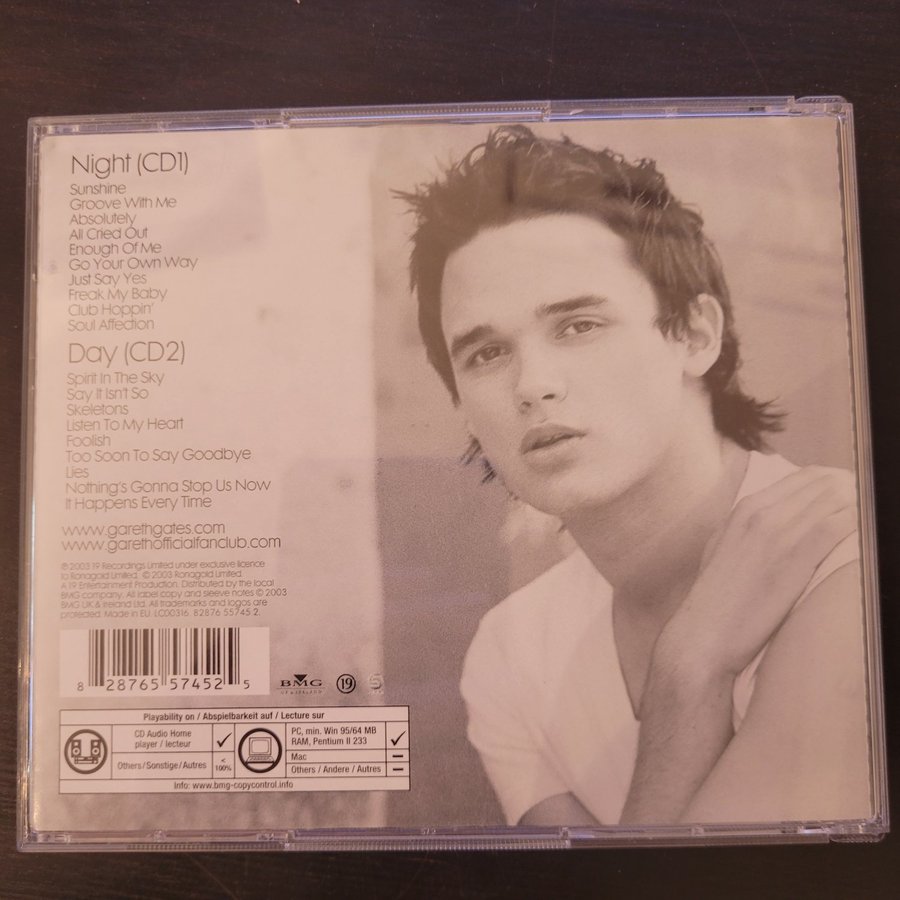 Night (CD1)
Sunshine
Groove With Me
Absolutely
All Cried Out
Enough Of Me
Go Your Own Way
Just Say Yes
Freak My Baby
Club Hoppin'
Soul Affection
Day (CD2)
Spirit In The Sky
Say It Isn't So
Skeletons
Listen To My Heart
Foolish
Too Soon To Say Goodbye
Lies
Nothing's Gonna Stop Us Now
It Happens Every Time
www.garethgates.com
www.garethofficialfanclub.com
℗ 2003 19 Recordings Limited under exclusive licence
to Ronagold Limited. © 2003 Ronagold Limited.
A 19 Entertainment Production. Distributed by the local
BMG company. All label copy and sleeve notes © 2003
BMG UK & Ireland Ltd. All trademarks and logos are
protected. Made in EU. LC00316. 82876 55745 2.
8 28765 57452 5
BMG
UK & IRELAND
19
S
Playability on / Abspielbarkeit auf / Lecture sur
CD Audio Home
player / lecteur
✓
Others/Sonstige/Autres
< 100%
PC, min. Win 95/64 MB
RAM, Pentium II 233
✓
Mac –
Others / Andere / Autres –
Info: www.bmg-copycontrol.info